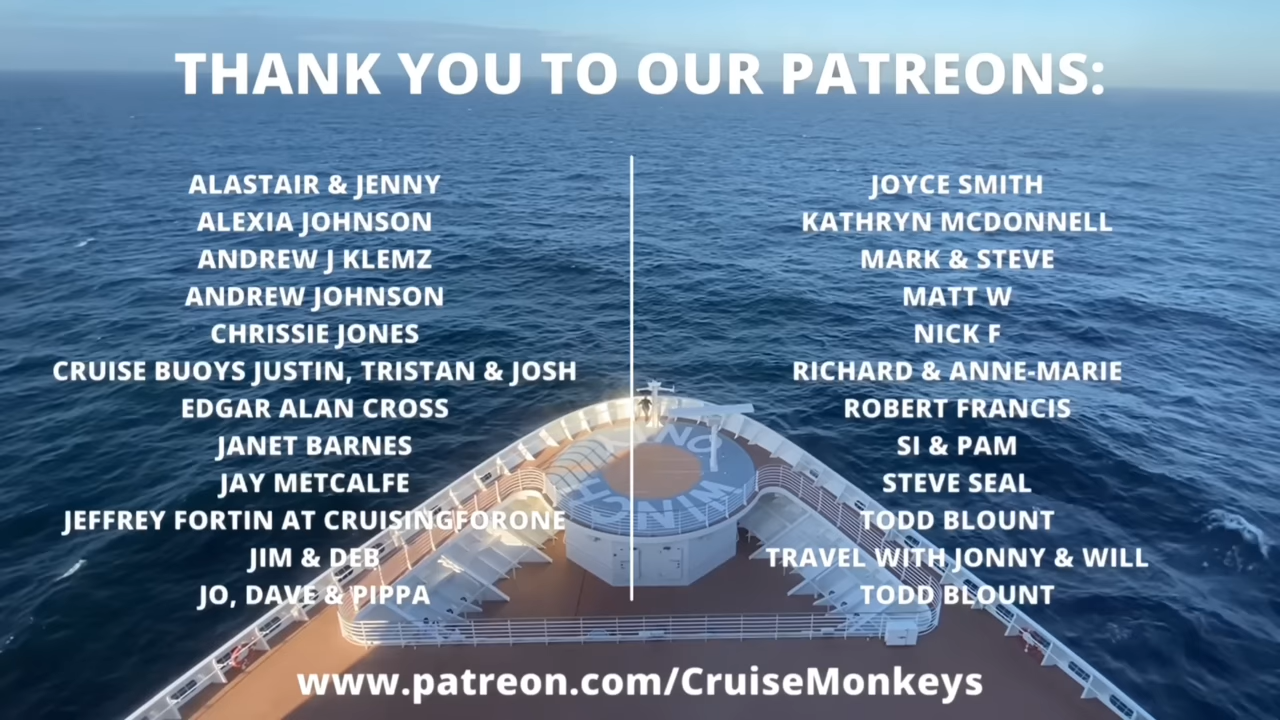 THANK YOU TO OUR PATREONS:
ALASTAIR & JENNY
ALEXIA JOHNSON
ANDREW J KLEMZ
ANDREW JOHNSON
CHRISSIE JONES
CRUISE BUOYS JUSTIN, TRISTAN & JOSH
EDGAR ALAN CROSS
JANET BARNES
JAY METCALFE
JEFFREY FORTIN AT CRUISINGFORONE
JIM & DEB
JO, DAVE & PIPPA
JOYCE SMITH
KATHRYN MCDONNELL
MARK & STEVE
MATT W
NICK F
RICHARD & ANNE-MARIE
ROBERT FRANCIS
SI & PAM
STEVE SEAL
TODD BLOUNT
TRAVEL WITH JONNY & WILL
TODD BLOUNT
NO WINCHING
www.patreon.com/CruiseMonkeys